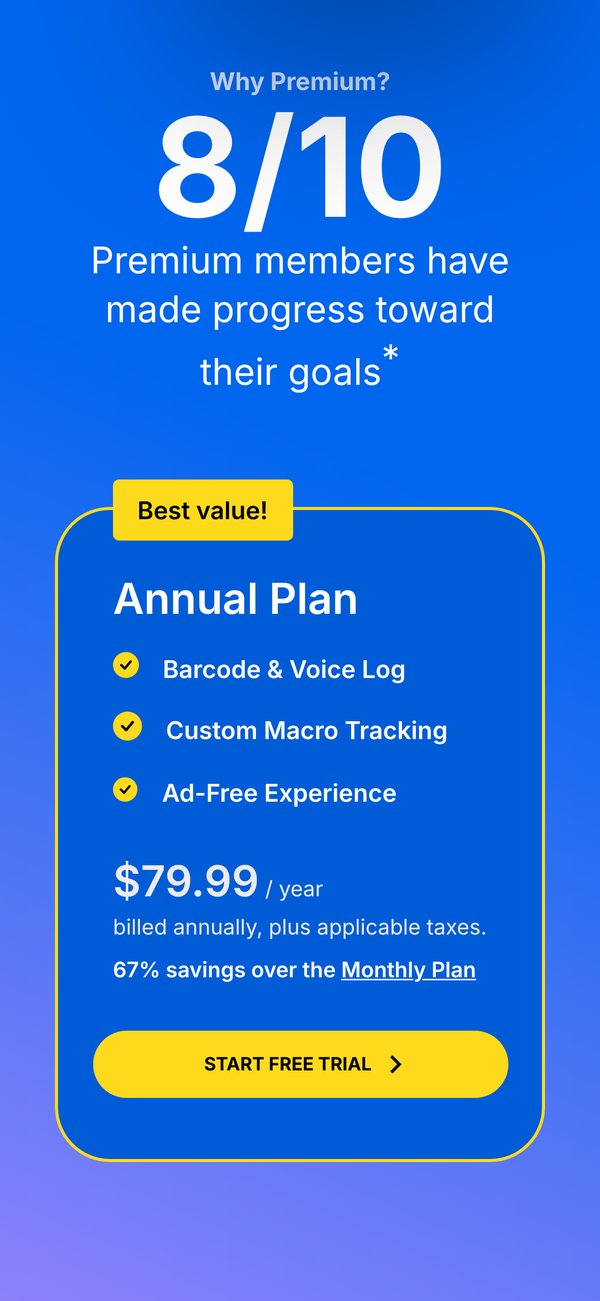 Why Premium?
8/10
Premium members have
made progress toward
their goals*
Best value!
Annual Plan
Barcode & Voice Log
Custom Macro Tracking
Ad-Free Experience
$79.99 / year
billed annually, plus applicable taxes.
67% savings over the Monthly Plan
START FREE TRIAL